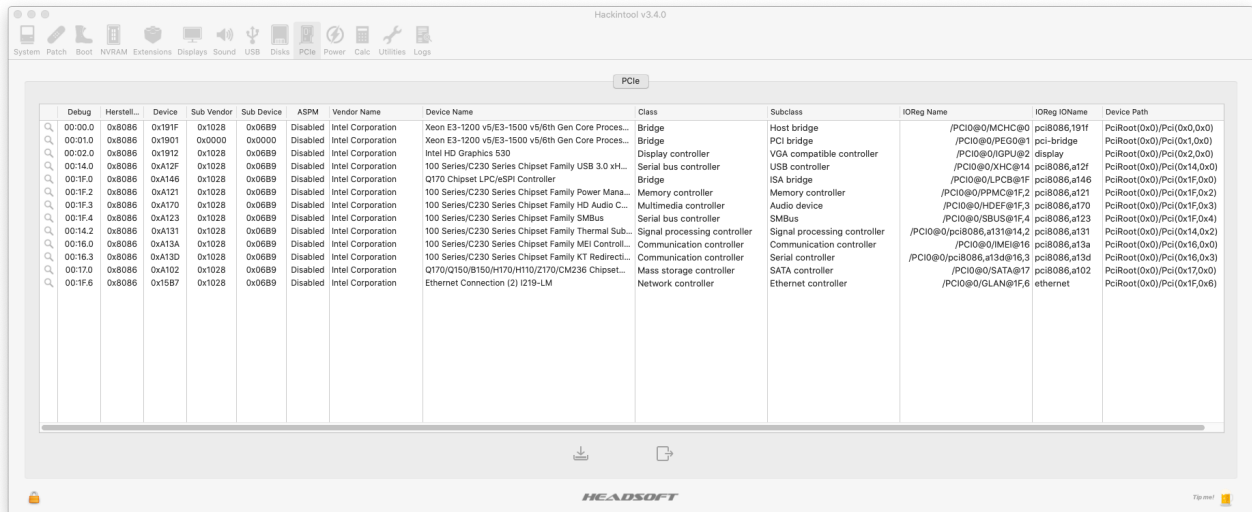 Hackintool v3.4.0
System Patch Boot NVRAM Extensions Displays Sound USB Disks PCIe Power Calc Utilities Logs
PCIe
Debug Herstell... Device Sub Vendor Sub Device ASPM Vendor Name Device Name Class Subclass IOReg Name IOReg IOName Device Path
00:00.0 0x8086 0x191F 0x1028 0x06B9 Disabled Intel Corporation Xeon E3-1200 v5/E3-1500 v5/6th Gen Core Proces... Bridge Host bridge /PCI0@0/MCHC@0 pci8086,191f PciRoot(0x0)/Pci(0x0,0x0)
00:01.0 0x8086 0x1901 0x0000 0x0000 Disabled Intel Corporation Xeon E3-1200 v5/E3-1500 v5/6th Gen Core Proces... Bridge PCI bridge /PCI0@0/PEG0@1 pci-bridge PciRoot(0x0)/Pci(0x1,0x0)
00:02.0 0x8086 0x1912 0x1028 0x06B9 Disabled Intel Corporation Intel HD Graphics 530 Display controller VGA compatible controller /PCI0@0/IGPU@2 display PciRoot(0x0)/Pci(0x2,0x0)
00:14.0 0x8086 0xA12F 0x1028 0x06B9 Disabled Intel Corporation 100 Series/C230 Series Chipset Family USB 3.0 xH... Serial bus controller USB controller /PCI0@0/XHC@14 pci8086,a12f PciRoot(0x0)/Pci(0x14,0x0)
00:1F.0 0x8086 0xA146 0x1028 0x06B9 Disabled Intel Corporation Q170 Chipset LPC/eSPI Controller Bridge ISA bridge /PCI0@0/LPCB@1F pci8086,a146 PciRoot(0x0)/Pci(0x1F,0x0)
00:1F.2 0x8086 0xA121 0x1028 0x06B9 Disabled Intel Corporation 100 Series/C230 Series Chipset Family Power Mana... Memory controller Memory controller /PCI0@0/PPMC@1F,2 pci8086,a121 PciRoot(0x0)/Pci(0x1F,0x2)
00:1F.3 0x8086 0xA170 0x1028 0x06B9 Disabled Intel Corporation 100 Series/C230 Series Chipset Family HD Audio C... Multimedia controller Audio device /PCI0@0/HDEF@1F,3 pci8086,a170 PciRoot(0x0)/Pci(0x1F,0x3)
00:1F.4 0x8086 0xA123 0x1028 0x06B9 Disabled Intel Corporation 100 Series/C230 Series Chipset Family SMBus Serial bus controller SMBus /PCI0@0/SBUS@1F,4 pci8086,a123 PciRoot(0x0)/Pci(0x1F,0x4)
00:14.2 0x8086 0xA131 0x1028 0x06B9 Disabled Intel Corporation 100 Series/C230 Series Chipset Family Thermal Sub... Signal processing controller Signal processing controller /PCI0@0/pci8086,a131@14,2 pci8086,a131 PciRoot(0x0)/Pci(0x14,0x2)
00:16.0 0x8086 0xA13A 0x1028 0x06B9 Disabled Intel Corporation 100 Series/C230 Series Chipset Family MEI Controll... Communication controller Communication controller /PCI0@0/IMEI@16 pci8086,a13a PciRoot(0x0)/Pci(0x16,0x0)
00:16.3 0x8086 0xA13D 0x1028 0x06B9 Disabled Intel Corporation 100 Series/C230 Series Chipset Family KT Redirecti... Communication controller Serial controller /PCI0@0/pci8086,a13d@16,3 pci8086,a13d PciRoot(0x0)/Pci(0x16,0x3)
00:17.0 0x8086 0xA102 0x1028 0x06B9 Disabled Intel Corporation Q170/Q150/B150/H170/H110/Z170/CM236 Chipset... Mass storage controller SATA controller /PCI0@0/SATA@17 pci8086,a102 PciRoot(0x0)/Pci(0x17,0x0)
00:1F.6 0x8086 0x15B7 0x1028 0x06B9 Disabled Intel Corporation Ethernet Connection (2) I219-LM Network controller Ethernet controller /PCI0@0/GLAN@1F,6 ethernet PciRoot(0x0)/Pci(0x1F,0x6)
HEADSOFT
Tip me!